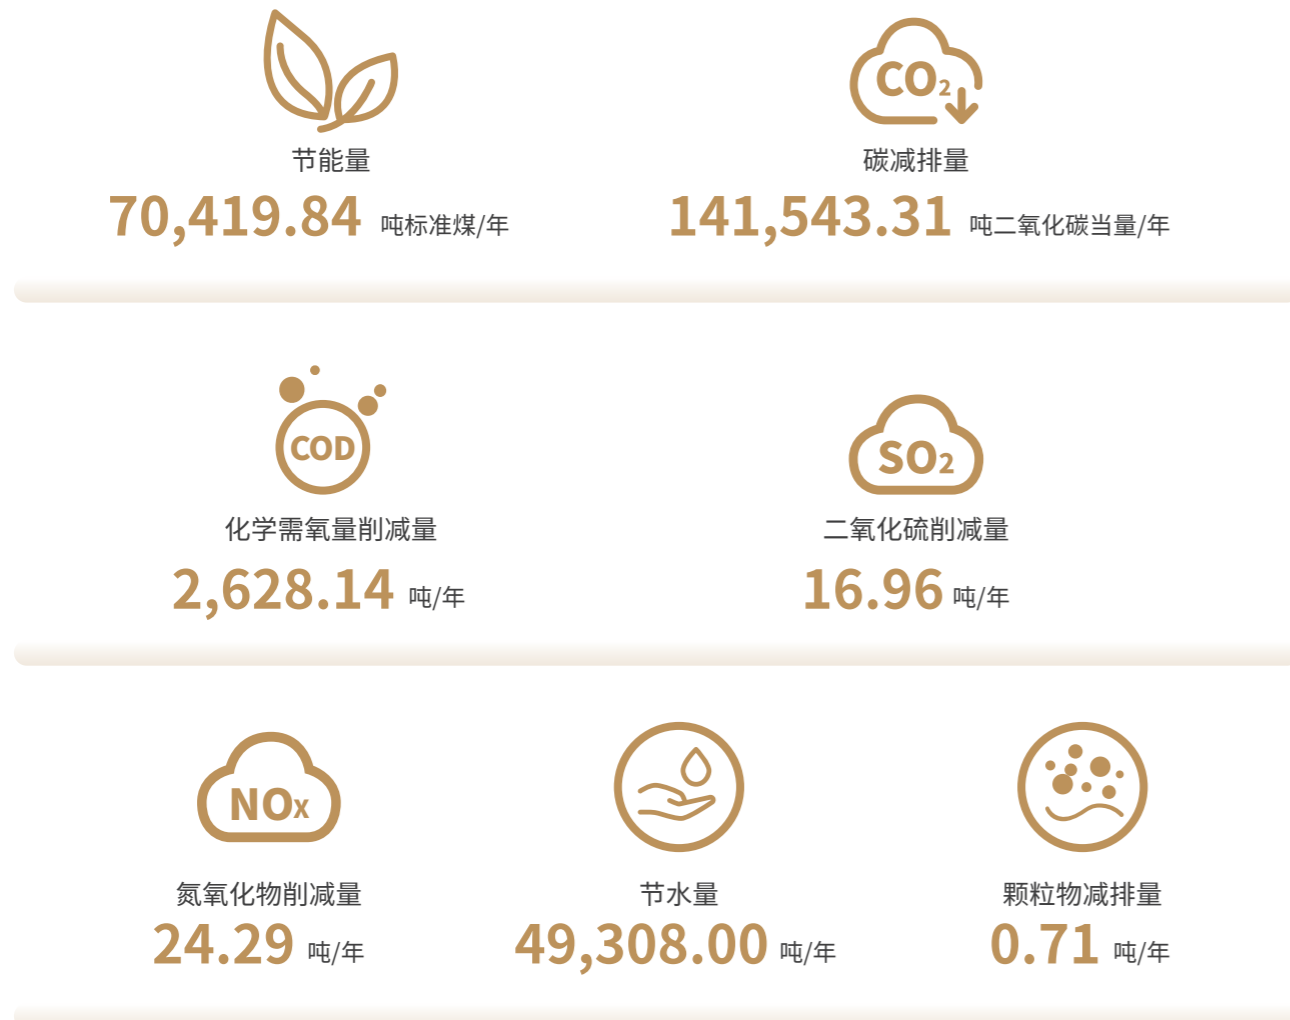 CO₂
节能量
碳减排量
70,419.84 吨标准煤/年
141,543.31 吨二氧化碳当量/年
COD
SO₂
化学需氧量削减量
二氧化硫削减量
2,628.14 吨/年
16.96 吨/年
NOx
氮氧化物削减量
节水量
颗粒物减排量
24.29 吨/年
49,308.00 吨/年
0.71 吨/年